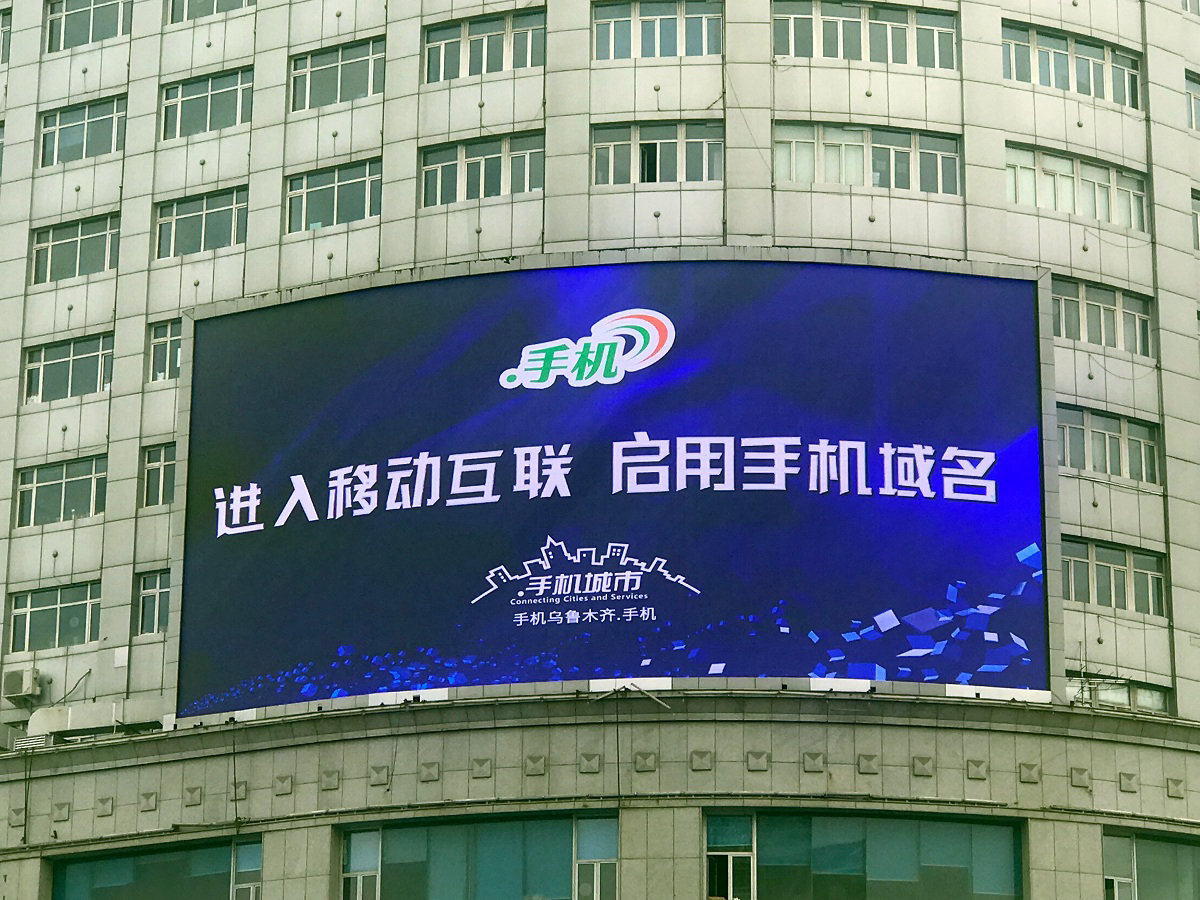 .手机
进入移动互联 启用手机域名
.手机城市
Connecting Cities and Services
手机乌鲁木齐.手机